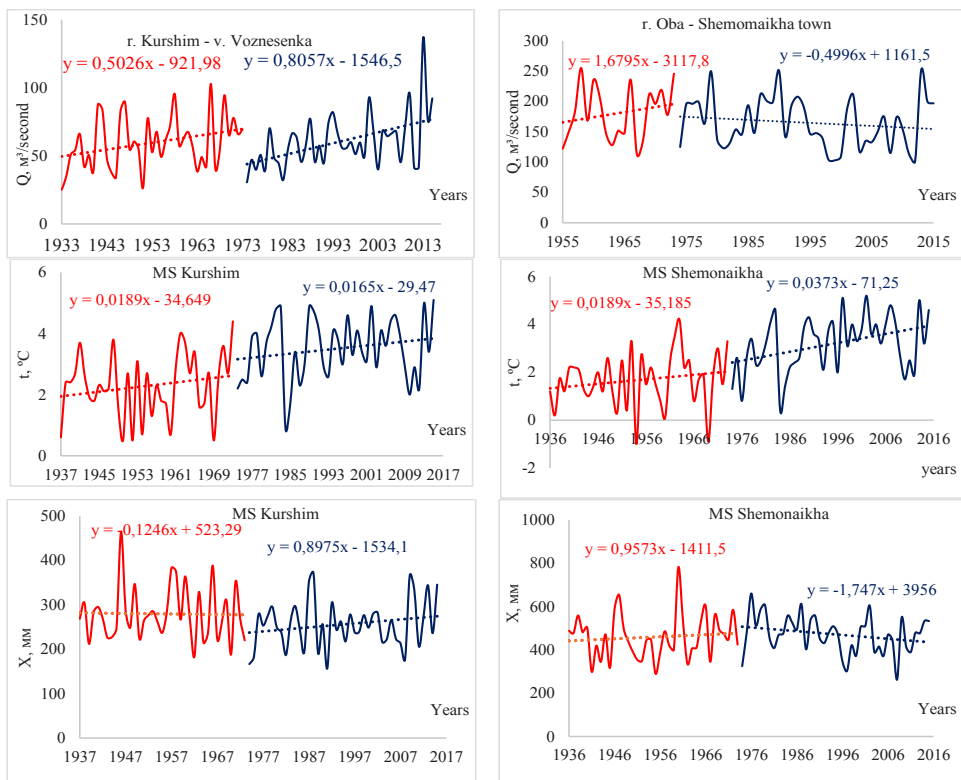 r. Kurshim - v. Voznesenka
y = 0,5026x - 921,98
y = 0,8057x - 1546,5
150
100
50
0
Q, м³/second
Years
1933 1943 1953 1963 1973 1983 1993 2003 2013
r. Oba - Shemomaikha town
y = 1,6795x - 3117,8
y = -0,4996x + 1161,5
300
250
200
150
100
50
0
Q, м³/second
Years
1955 1965 1975 1985 1995 2005 2015
MS Kurshim
y = 0,0189x - 34,649
y = 0,0165x - 29,47
6
4
2
0
t, ºC
Years
1937 1945 1953 1961 1969 1977 1985 1993 2001 2009 2017
MS Shemonaikha
y = 0,0189x - 35,185
y = 0,0373x - 71,25
6
4
2
0
-2
t, ºC
years
1936 1946 1956 1966 1976 1986 1996 2006 2016
MS Kurshim
y = -0,1246x + 523,29
y = 0,8975x - 1534,1
500
400
300
200
100
0
X, мм
Years
1937 1947 1957 1967 1977 1987 1997 2007 2017
MS Shemonaikha
y = 0,9573x - 1411,5
y = -1,747x + 3956
1000
800
600
400
200
0
X, мм
Years
1936 1946 1956 1966 1976 1986 1996 2006 2016